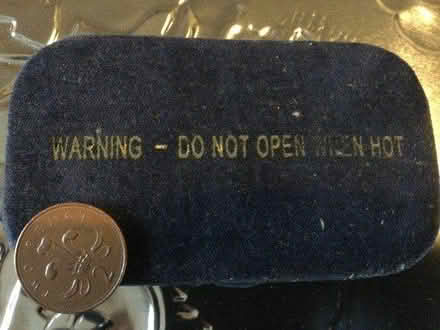 WARNING - DO NOT OPEN WHEN HOT